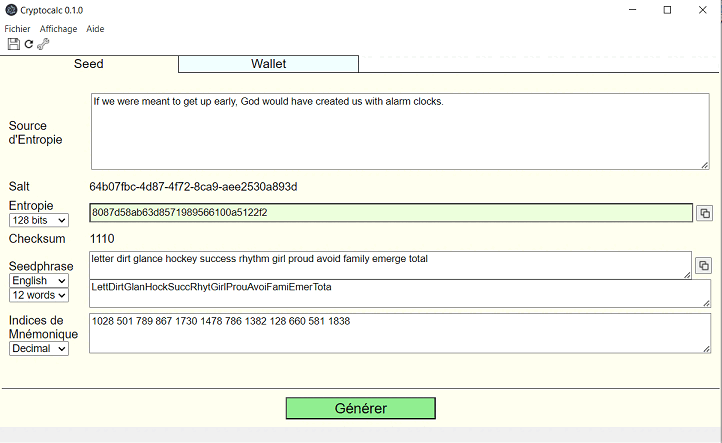 Cryptocalc 0.1.0
Fichier Affichage Aide
Seed Wallet
Source d'Entropie
If we were meant to get up early, God would have created us with alarm clocks.
Salt 64b07fbc-4d87-4f72-8ca9-aee2530a893d
Entropie
128 bits
8087d58ab63d8571989566100a5122f2
Checksum 1110
Seedphrase
English
12 words
letter dirt glance hockey success rhythm girl proud avoid family emerge total
LettDirtGlanHockSuccRhytGirlProuAvoiFamiEmerTota
Indices de
Mnémonique
Decimal
1028 501 789 867 1730 1478 786 1382 128 660 581 1838
Générer